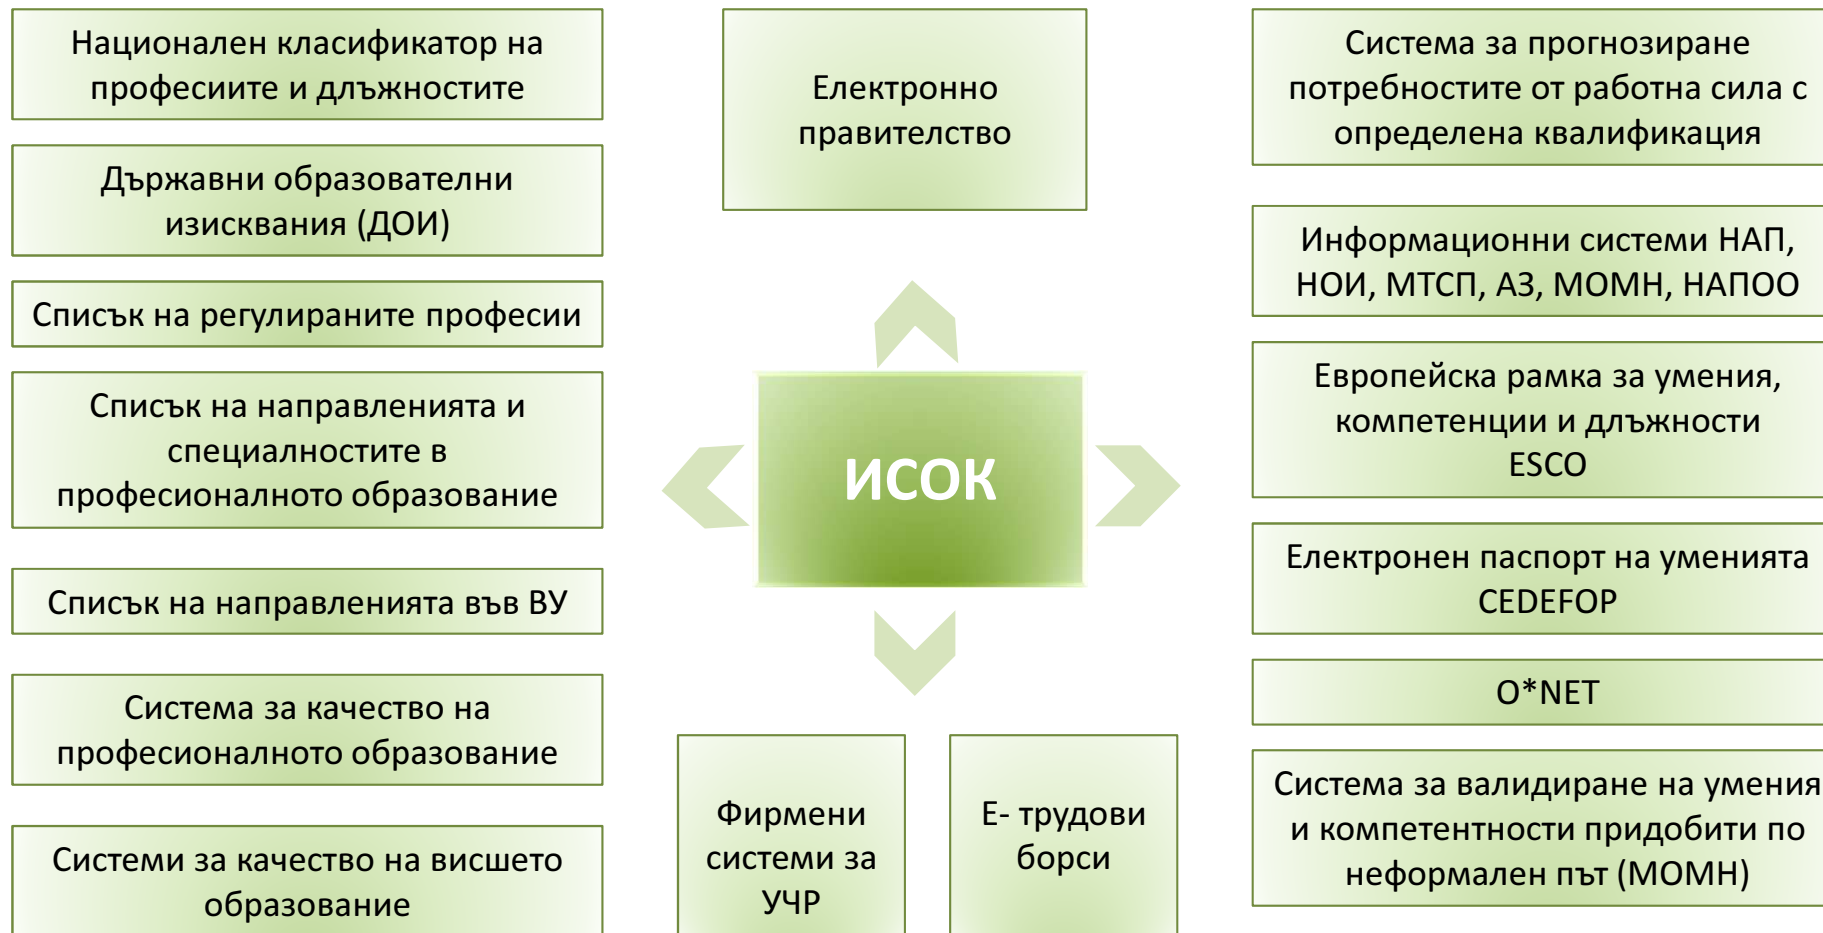 Национален класификатор на
професиите и длъжностите
Държавни образователни
изисквания (ДОИ)
Списък на регулираните професии
Списък на направленията и
специалностите в
професионалното образование
Списък на направленията във ВУ
Система за качество на
професионалното образование
Системи за качество на висшето
образование
Електронно
правителство
ИСОК
Фирмени
системи за
УЧР
Е- трудови
борси
Система за прогнозиране
потребностите от работна сила с
определена квалификация
Информационни системи НАП,
НОИ, МТСП, АЗ, МОМН, НАПОО
Европейска рамка за умения,
компетенции и длъжности
ESCO
Електронен паспорт на уменията
CEDEFOP
O*NET
Система за валидиране на умения
и компетентности придобити по
неформален път (МОМН)